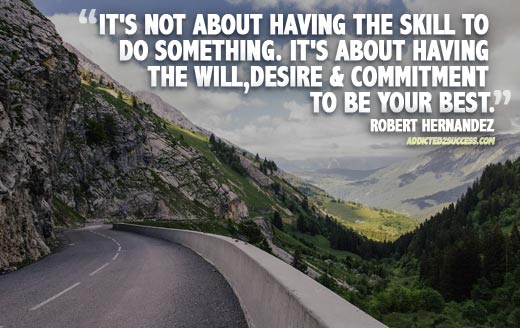 “IT'S NOT ABOUT HAVING THE SKILL TO
DO SOMETHING. IT'S ABOUT HAVING
THE WILL,DESIRE & COMMITMENT
TO BE YOUR BEST.”
ROBERT HERNANDEZ
ADDICTED2SUCCESS.COM